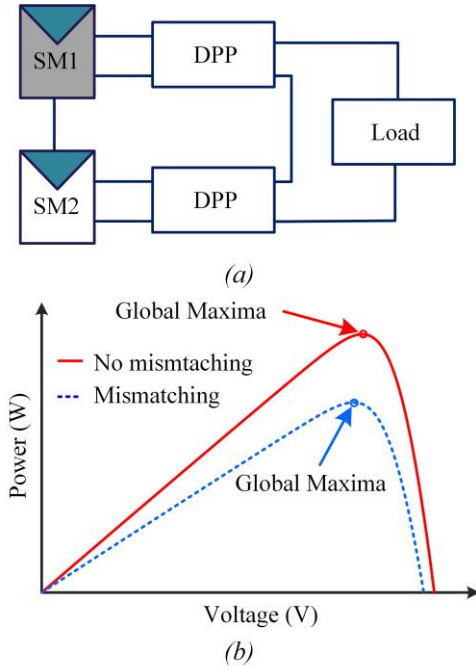 SM1
DPP
Load
SM2
DPP
(a)
Global Maxima
No mismtaching
Mismatching
Global Maxima
Power (W)
Voltage (V)
(b)